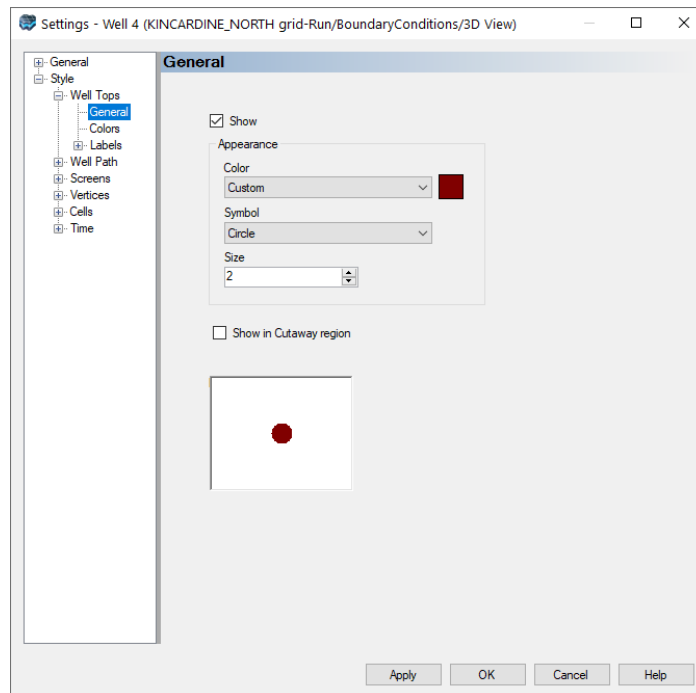 Settings - Well 4 (KINCARDINE_NORTH grid-Run/BoundaryConditions/3D View)
General
Style
Well Tops
General
Colors
Labels
Well Path
Screens
Vertices
Cells
Time
General
Show
Appearance
Color
Custom
Symbol
Circle
Size
2
Show in Cutaway region
Apply
OK
Cancel
Help